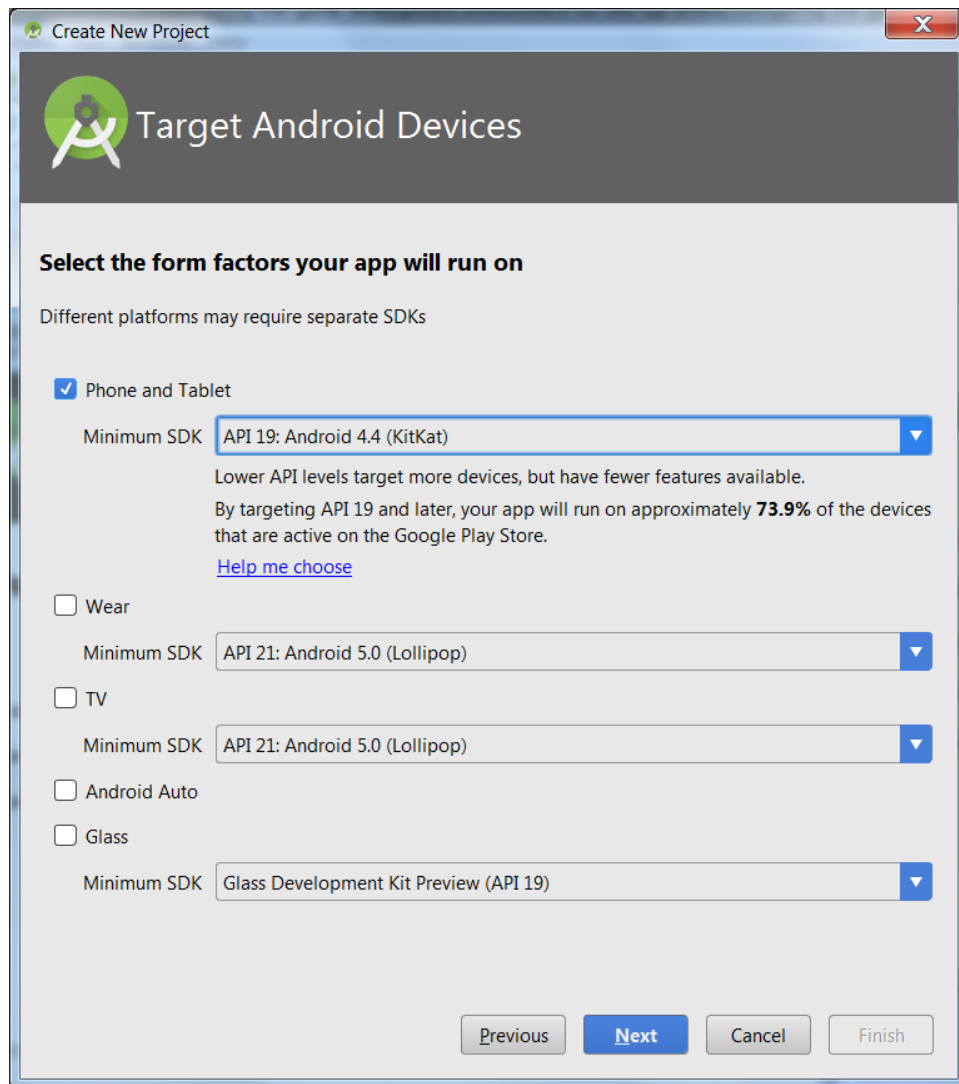 Create New Project
Target Android Devices
Select the form factors your app will run on
Different platforms may require separate SDKs
Phone and Tablet
Minimum SDK API 19: Android 4.4 (KitKat)
Lower API levels target more devices, but have fewer features available.
By targeting API 19 and later, your app will run on approximately 73.9% of the devices
that are active on the Google Play Store.
Help me choose
Wear
Minimum SDK API 21: Android 5.0 (Lollipop)
TV
Minimum SDK API 21: Android 5.0 (Lollipop)
Android Auto
Glass
Minimum SDK Glass Development Kit Preview (API 19)
Previous Next Cancel Finish